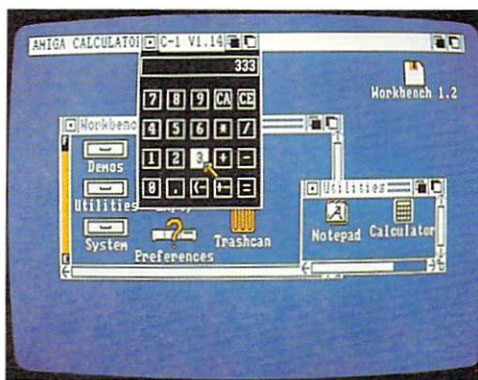 AMIGA CALCULATOR
C-1 V1.14
333
7 8 9 CA CE
4 5 6 * /
1 2 3 + -
0 . (← +- =
Workbench 1.2
Workbenc
Demos
Utilities
System
Preferences
Trashcan
Utilities
Notepad
Calculator